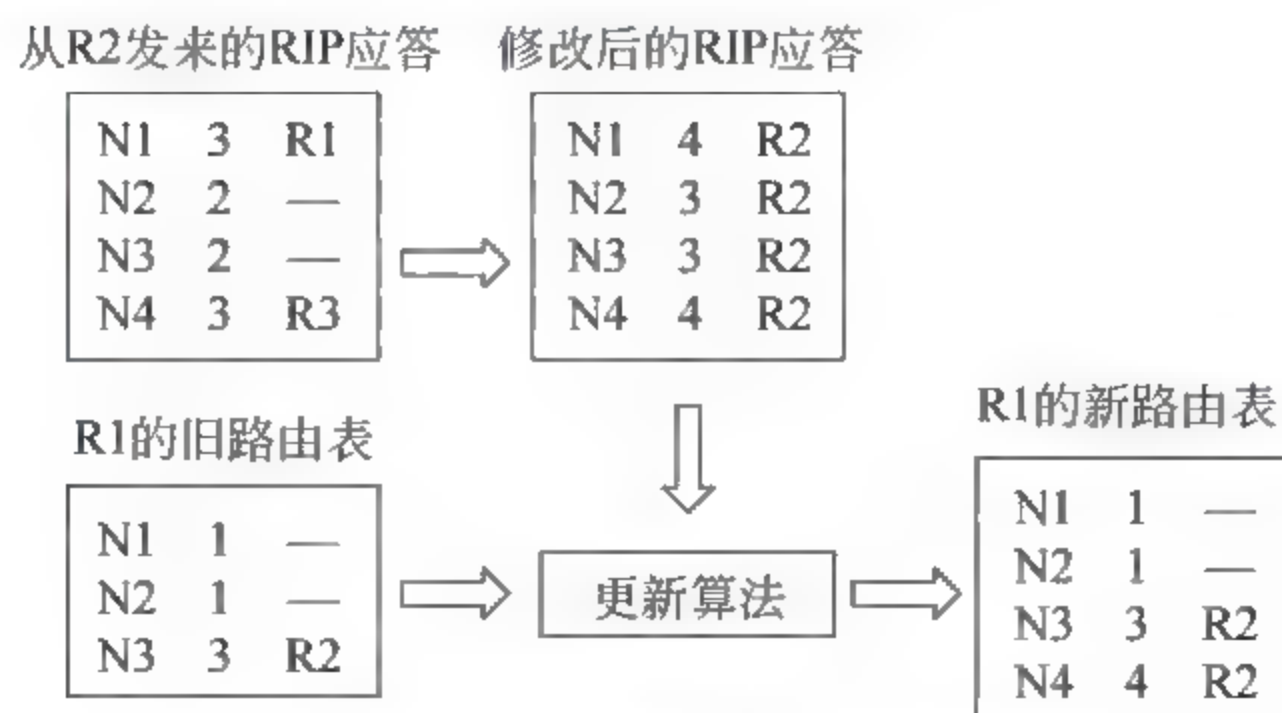 从R2发来的RIP应答
N1 3 R1
N2 2 —
N3 2 —
N4 3 R3
修改后的RIP应答
N1 4 R2
N2 3 R2
N3 3 R2
N4 4 R2
R1的旧路由表
N1 1 —
N2 1 —
N3 3 R2
更新算法
R1的新路由表
N1 1 —
N2 1 —
N3 3 R2
N4 4 R2